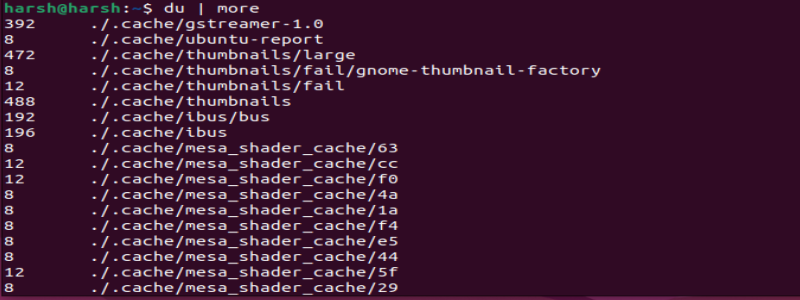 harsh@harsh:~$ du | more
392 ./.cache/gstreamer-1.0
8 ./.cache/ubuntu-report
472 ./.cache/thumbnails/large
8 ./.cache/thumbnails/fail/gnome-thumbnail-factory
12 ./.cache/thumbnails/fail
488 ./.cache/thumbnails
192 ./.cache/ibus/bus
196 ./.cache/ibus
8 ./.cache/mesa_shader_cache/63
12 ./.cache/mesa_shader_cache/cc
12 ./.cache/mesa_shader_cache/f0
8 ./.cache/mesa_shader_cache/4a
8 ./.cache/mesa_shader_cache/1a
8 ./.cache/mesa_shader_cache/f4
8 ./.cache/mesa_shader_cache/e5
8 ./.cache/mesa_shader_cache/44
12 ./.cache/mesa_shader_cache/5f
8 ./.cache/mesa_shader_cache/29